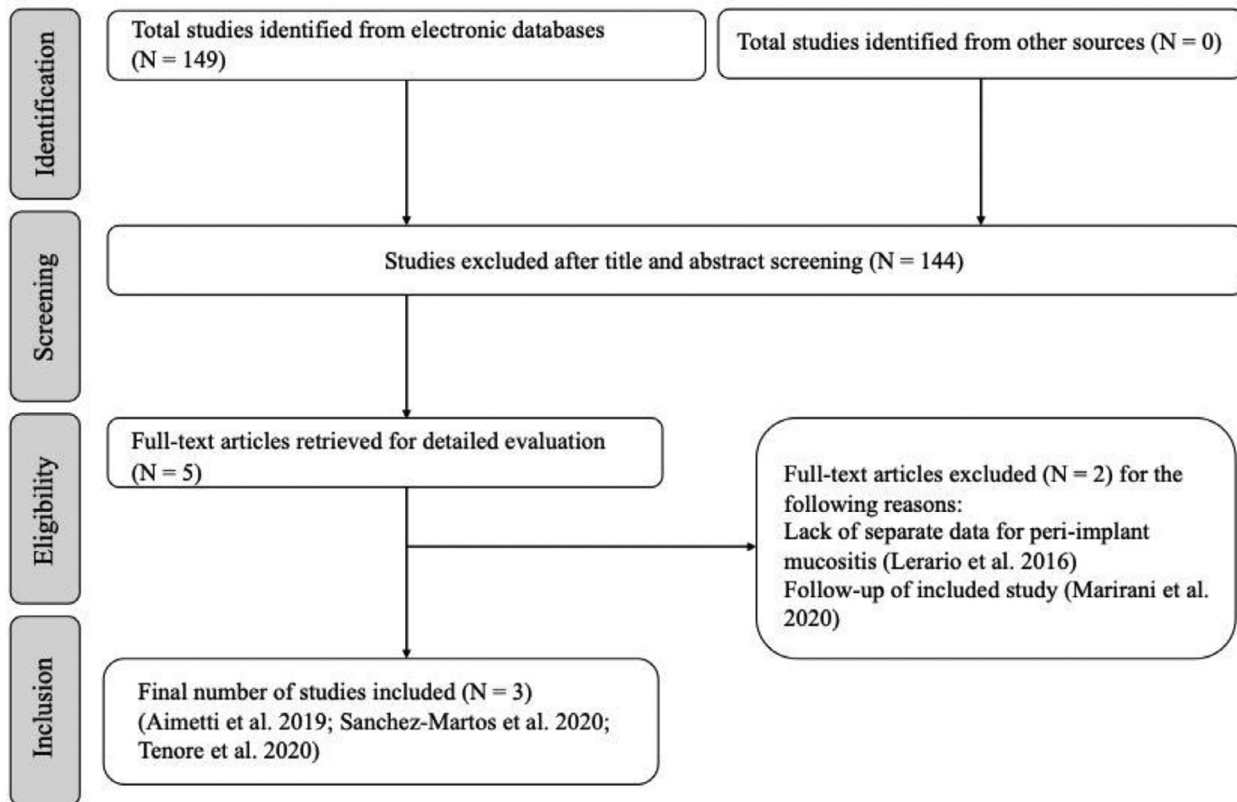 Identification
Total studies identified from electronic databases
(N = 149)
Total studies identified from other sources (N = 0)
Screening
Studies excluded after title and abstract screening (N = 144)
Eligibility
Full-text articles retrieved for detailed evaluation
(N = 5)
Full-text articles excluded (N = 2) for the
following reasons:
Lack of separate data for peri-implant
mucositis (Lerario et al. 2016)
Follow-up of included study (Marirani et al.
2020)
Inclusion
Final number of studies included (N = 3)
(Aimetti et al. 2019; Sanchez-Martos et al. 2020;
Tenore et al. 2020)